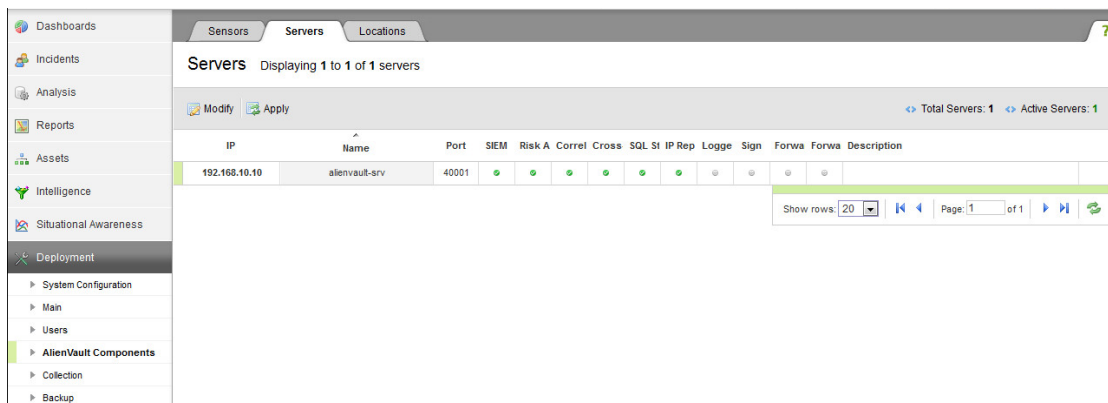 Dashboards
Incidents
Analysis
Reports
Assets
Intelligence
Situational Awareness
Deployment
System Configuration
Main
Users
AlienVault Components
Collection
Backup
Sensors Servers Locations ?
Servers Displaying 1 to 1 of 1 servers
Modify Apply <> Total Servers: 1 <> Active Servers: 1
IP Name Port SIEM Risk A Correl Cross SQL St IP Rep Logge Sign Forwa Forwa Description
192.168.10.10 alienvault-srv 40001
Show rows: 20 Page: 1 of 1